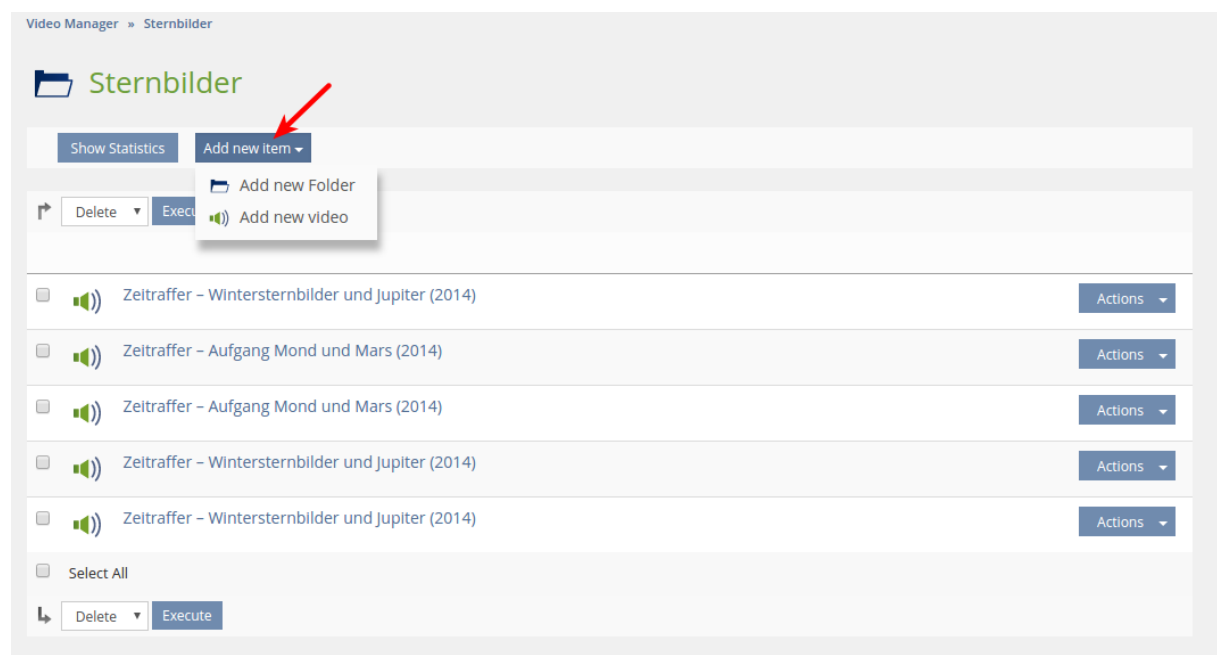 Video Manager » Sternbilder
Sternbilder
Show Statistics Add new item
Add new Folder
Delete Execu
Add new video
Zeitraffer – Wintersternbilder und Jupiter (2014) Actions
Zeitraffer – Aufgang Mond und Mars (2014) Actions
Zeitraffer – Aufgang Mond und Mars (2014) Actions
Zeitraffer – Wintersternbilder und Jupiter (2014) Actions
Zeitraffer – Wintersternbilder und Jupiter (2014) Actions
Select All
Delete Execute